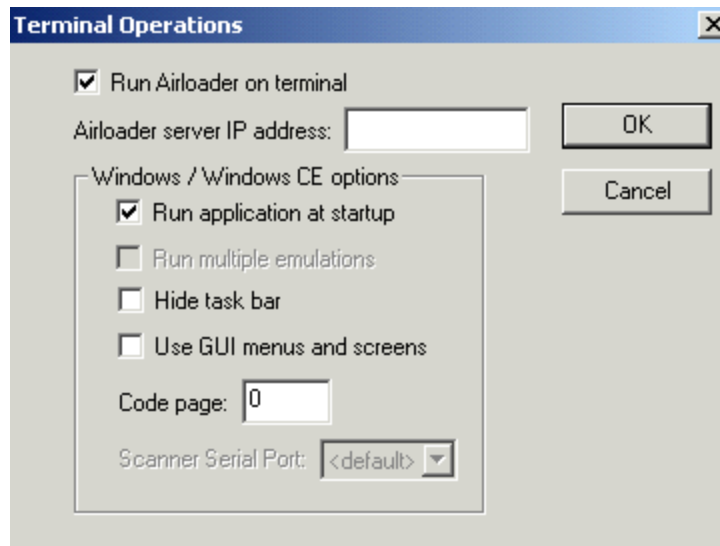 Terminal Operations
Run Airloader on terminal
Airloader server IP address:
OK
Windows / Windows CE options
Cancel
Run application at startup
Run multiple emulations
Hide task bar
Use GUI menus and screens
Code page: 0
Scanner Serial Port: <default>